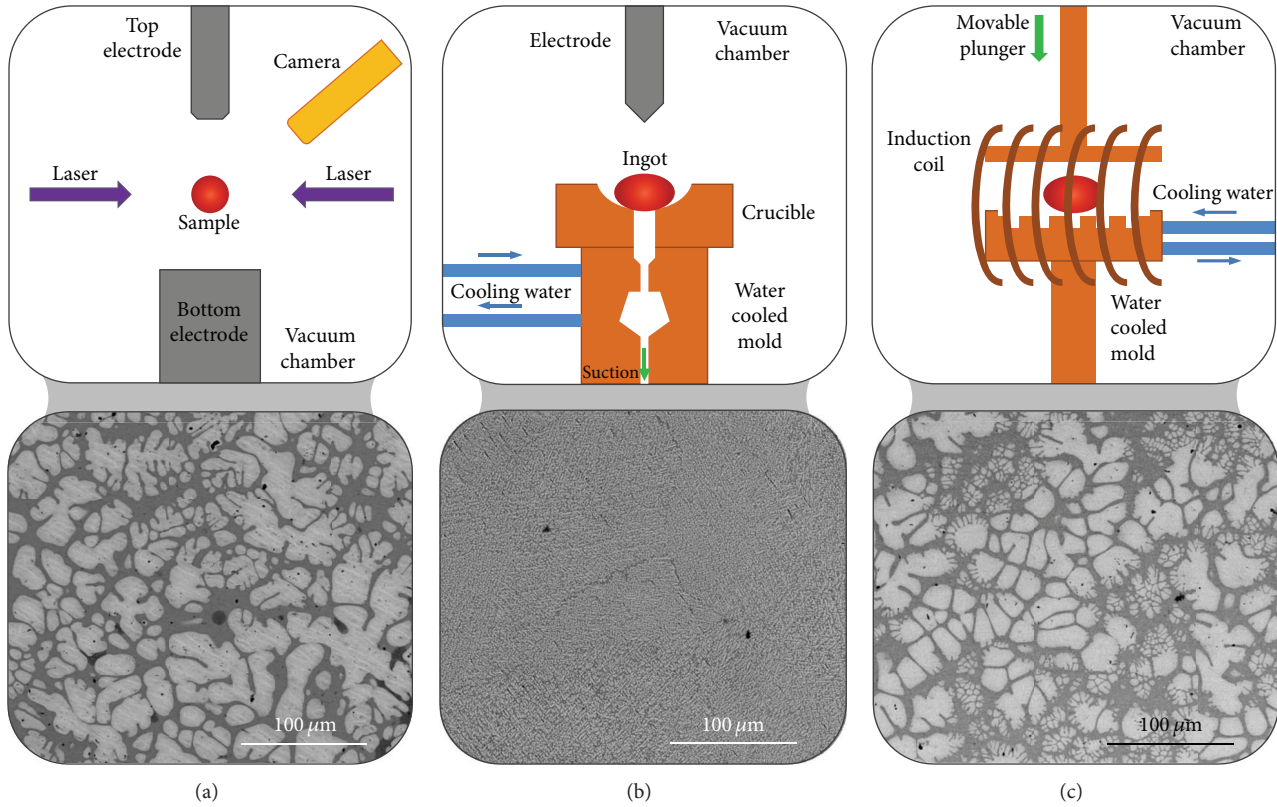 Top
electrode
Camera
Laser
Laser
Sample
Bottom
electrode
Vacuum
chamber
Electrode
Vacuum
chamber
Ingot
Crucible
Cooling water
Water
cooled
mold
Suction
Movable
plunger
Vacuum
chamber
Induction
coil
Cooling water
Water
cooled
mold
100 μm
100 μm
100 μm
(a)
(b)
(c)